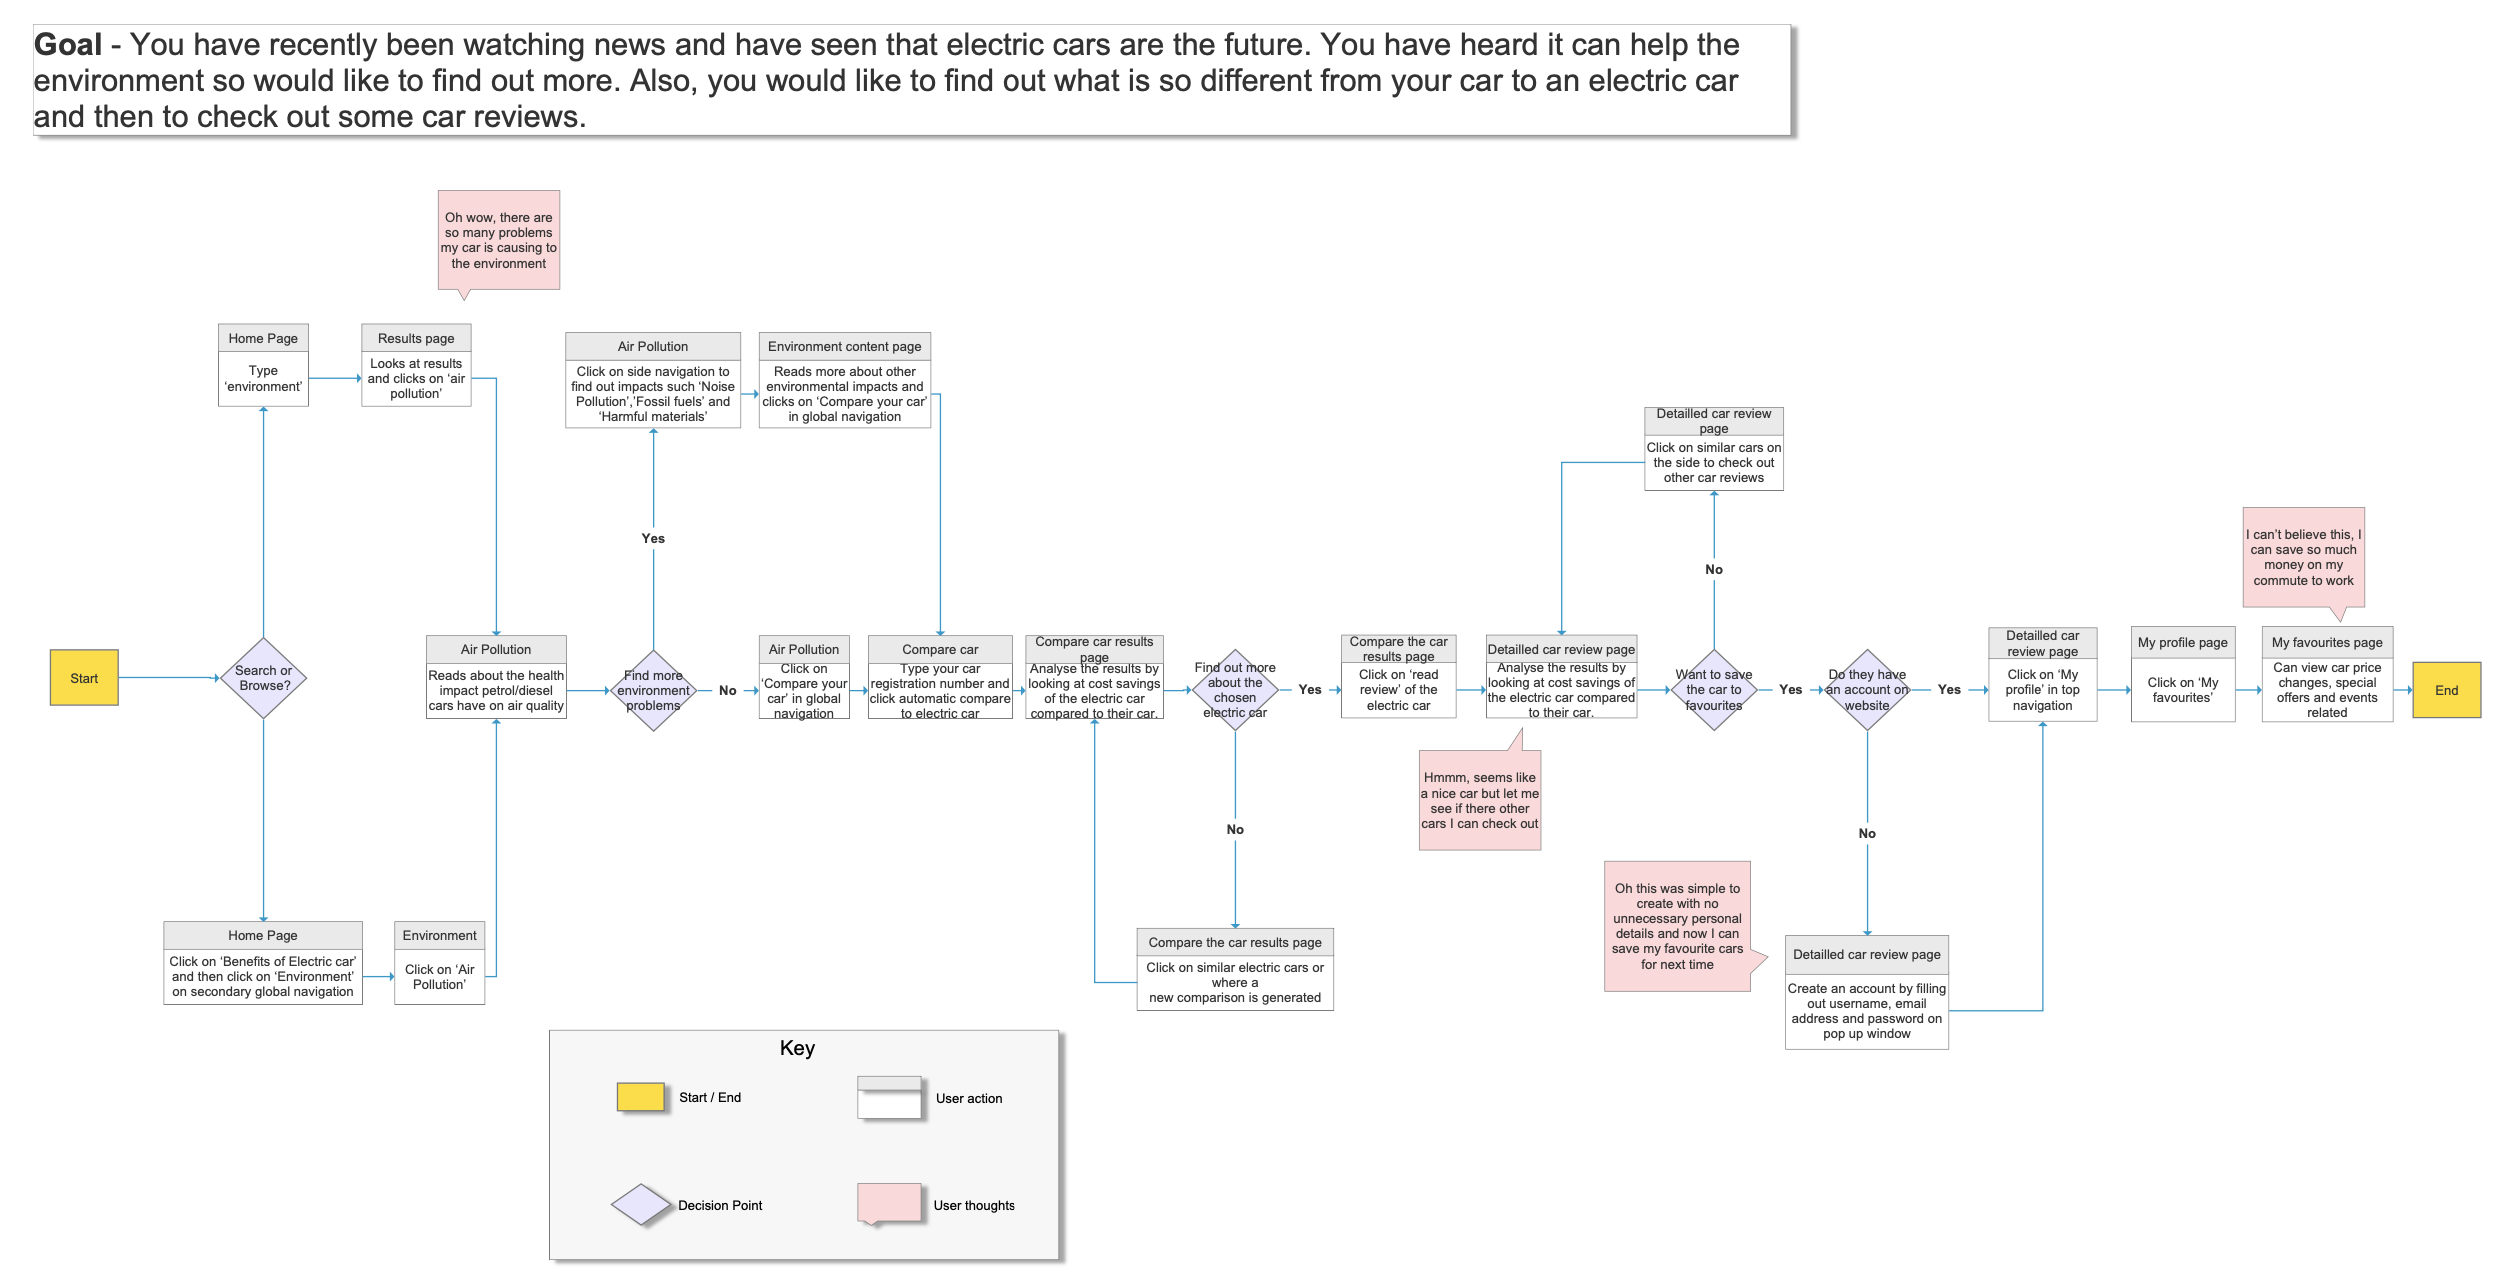 Goal - You have recently been watching news and have seen that electric cars are the future. You have heard it can help the
environment so would like to find out more. Also, you would like to find out what is so different from your car to an electric car
and then to check out some car reviews.
Oh wow, there are
so many problems
my car is causing to
the environment
Home Page
Type
‘environment’
Results page
Looks at results
and clicks on ‘air
pollution’
Air Pollution
Click on side navigation to
find out impacts such ‘Noise
Pollution’,’Fossil fuels’ and
‘Harmful materials’
Environment content page
Reads more about other
environmental impacts and
clicks on ‘Compare your car’
in global navigation
Detailled car review
page
Click on similar cars on
the side to check out
other car reviews
Yes
No
I can’t believe this, I
can save so much
money on my
commute to work
Start
Search or
Browse?
Air Pollution
Reads about the health
impact petrol/diesel
cars have on air quality
Find more
environment
problems
No
Air Pollution
Click on
‘Compare your
car’ in global
navigation
Compare car
Type your car
registration number and
click automatic compare
to electric car
Compare car results
page
Analyse the results by
looking at cost savings
of the electric car
compared to their car.
Find out more
about the
chosen
electric car
Yes
Compare the car
results page
Click on ‘read
review’ of the
electric car
Detailled car review page
Analyse the results by
looking at cost savings of
the electric car compared
to their car.
Want to save
the car to
favourites
Yes
Do they have
an account on
website
Yes
Detailled car
review page
Click on ‘My
profile’ in top
navigation
My profile page
Click on ‘My
favourites’
My favourites page
Can view car price
changes, special
offers and events
related
End
Hmmm, seems like
a nice car but let me
see if there other
cars I can check out
No
No
Oh this was simple to
create with no
unnecessary personal
details and now I can
save my favourite cars
for next time
Home Page
Click on ‘Benefits of Electric car’
and then click on ‘Environment’
on secondary global navigation
Environment
Click on ‘Air
Pollution’
Compare the car results page
Click on similar electric cars or
where a
new comparison is generated
Detailled car review page
Create an account by filling
out username, email
address and password on
pop up window
Key
Start / End
User action
Decision Point
User thoughts